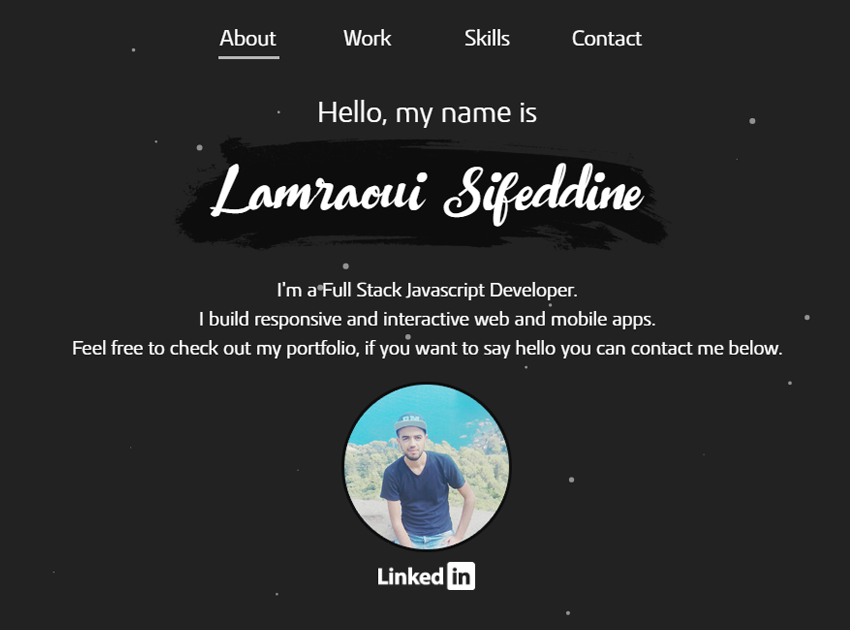 About Work Skills Contact
Hello, my name is
Lamraoui Sifeddine
I'm a Full Stack Javascript Developer.
I build responsive and interactive web and mobile apps.
Feel free to check out my portfolio, if you want to say hello you can contact me below.
Linked in